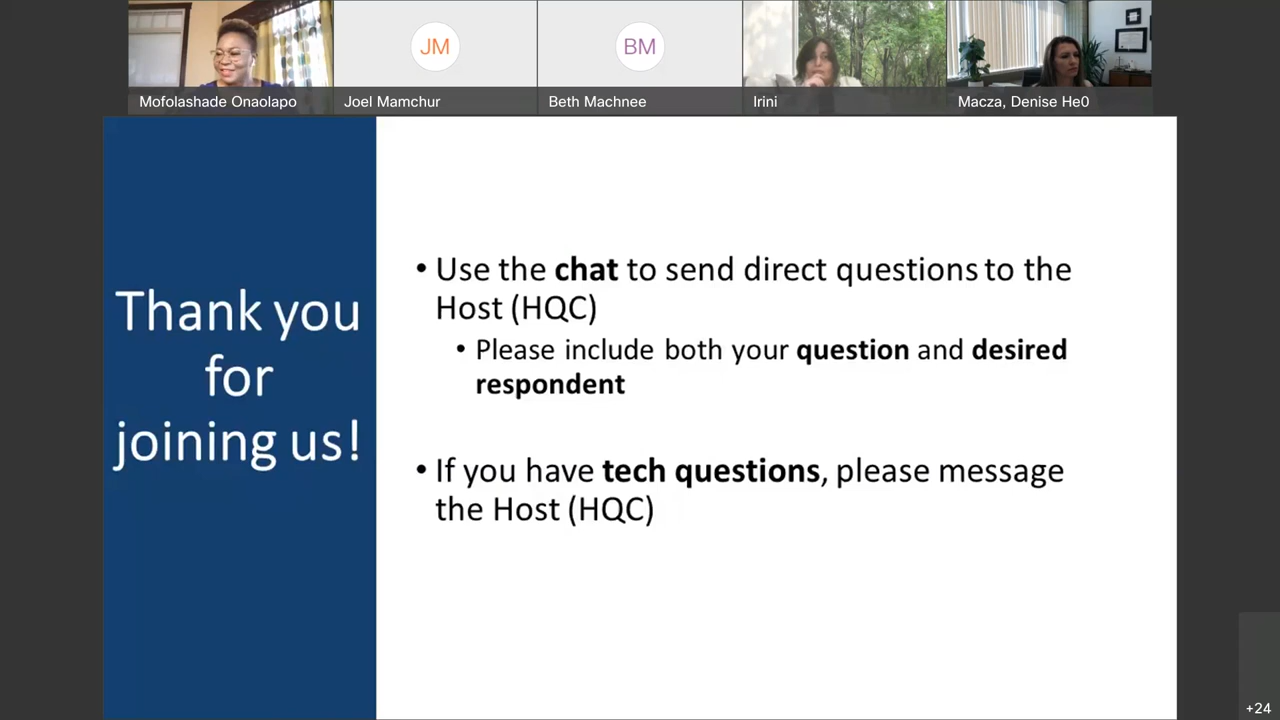 JM
BM
Mofolashade Onaolapo
Joel Mamchur
Beth Machnee
Irini
Macza, Denise He0
Thank you
for
joining us!
• Use the chat to send direct questions to the
Host (HQC)
• Please include both your question and desired
respondent
• If you have tech questions, please message
the Host (HQC)
+24